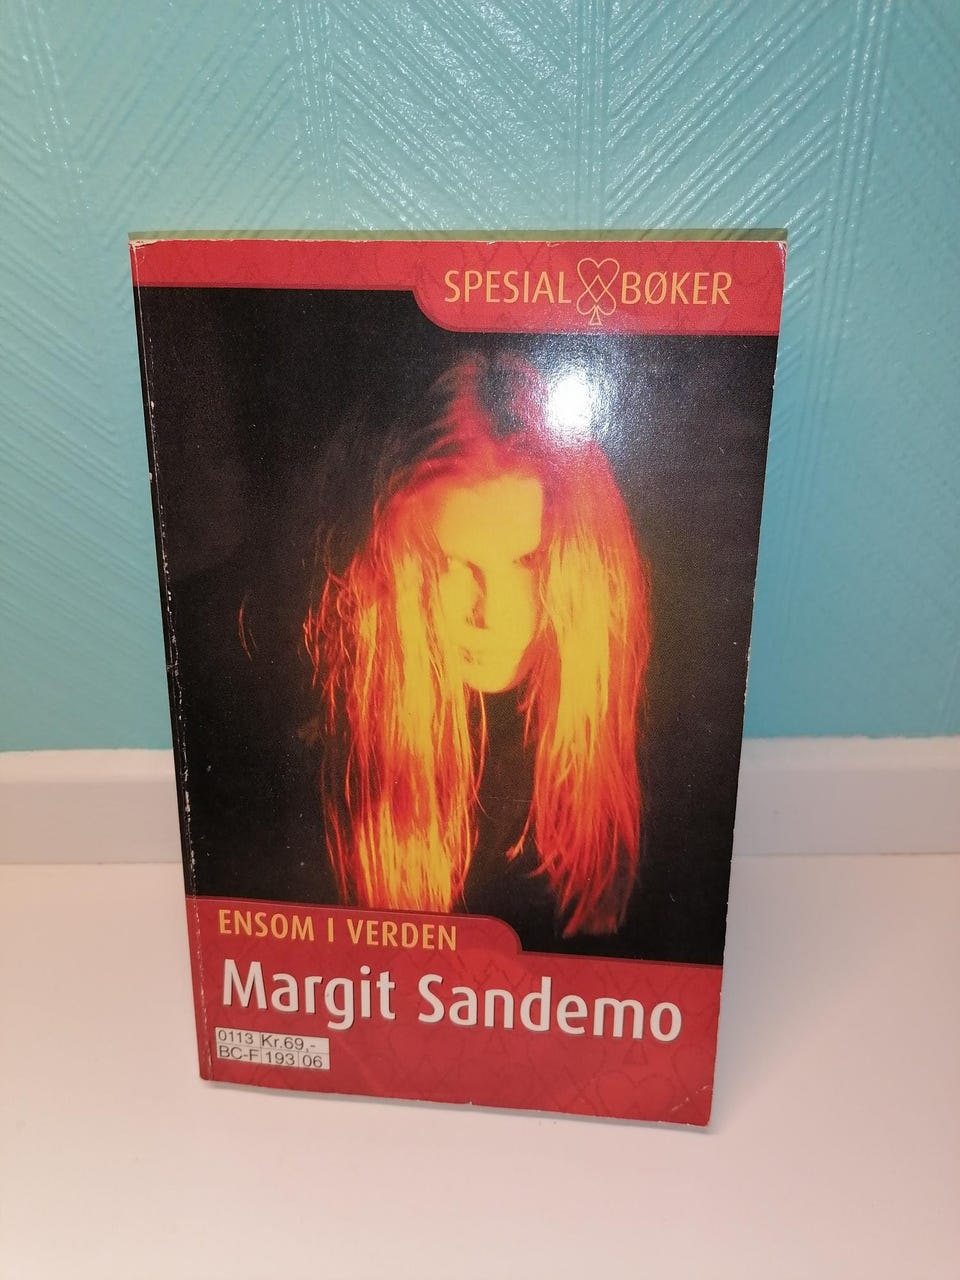 SPESIAL BØKER
ENSOM I VERDEN
Margit Sandemo
0113 Kr.69,-
BC-F 193 06